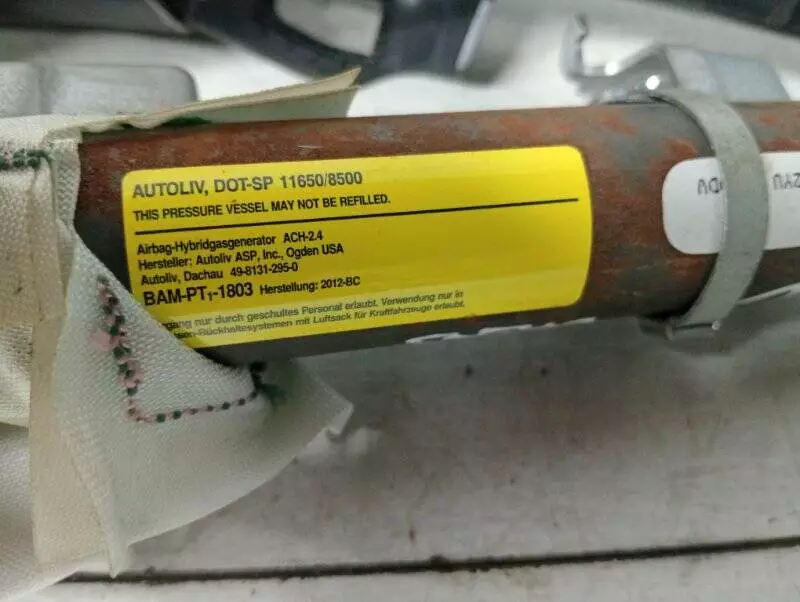 AUTOLIV, DOT-SP 11650/8500
THIS PRESSURE VESSEL MAY NOT BE REFILLED.
Airbag-Hybridgasgenerator ACH-2.4
Hersteller: Autoliv ASP, Inc., Ogden USA
Autoliv, Dachau 49-8131-295-0
BAM-PT₁-1803 Herstellung: 2012-BC
nur durch geschultes Personal erlaubt. Verwendung nur in
Rückhaltesystemen mit Luftsack für Kraftfahrzeuge erlaubt.